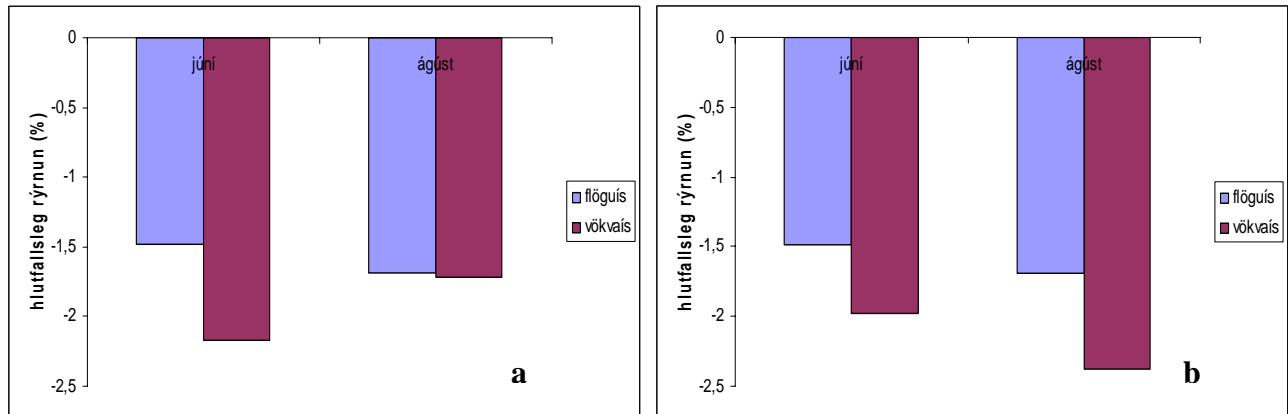 0
-0,5
-1
-1,5
-2
-2,5
hlutfallsleg rýrnun (%)
júní
ágúst
flöguís
vökvaís
a
0
-0,5
-1
-1,5
-2
-2,5
hlutfallsleg rýrnun (%)
júní
ágúst
flöguís
vökvaís
b